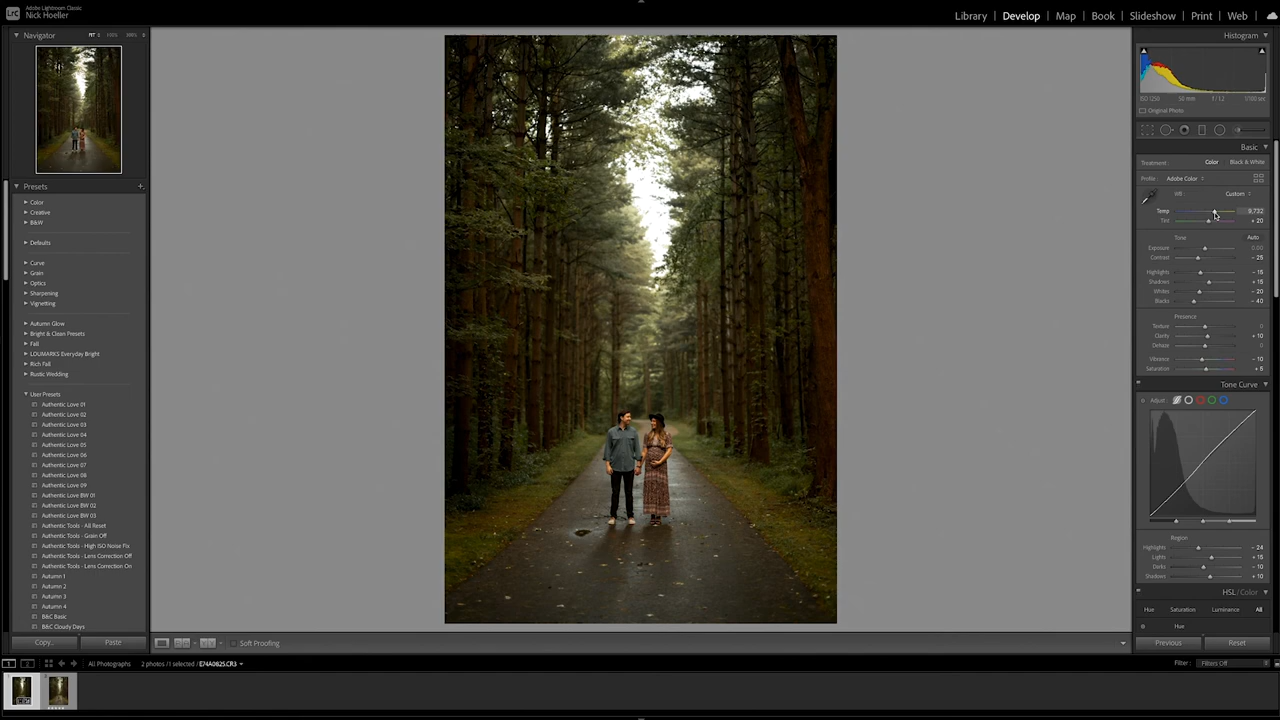 Lrc
Adobe Lightroom Classic
Nick Hoeller
Library | Develop | Map | Book | Slideshow | Print | Web
Navigator FIT 100% 300%
Presets +
Color
Creative
B&W
Defaults
Curve
Grain
Optics
Sharpening
Vignetting
Autumn Glow
Bright & Clean Presets
Fall
LOUMARKS Everyday Bright
Rich Fall
Rustic Wedding
User Presets
Authentic Love 01
Authentic Love 02
Authentic Love 03
Authentic Love 04
Authentic Love 05
Authentic Love 06
Authentic Love 07
Authentic Love 08
Authentic Love 09
Authentic Love BW 01
Authentic Love BW 02
Authentic Love BW 03
Authentic Tools - All Reset
Authentic Tools - Grain Off
Authentic Tools - High ISO Noise Fix
Authentic Tools - Lens Correction Off
Authentic Tools - Lens Correction On
Autumn 1
Autumn 2
Autumn 3
Autumn 4
B&C Basic
B&C Cloudy Days
Copy... Paste
Soft Proofing
Histogram
ISO 1250 50 mm f / 1.2 1/100 sec
Original Photo
Basic
Treatment : Color Black & White
Profile : Adobe Color
WB : Custom
Temp 9,732
Tint + 20
Tone Auto
Exposure 0.00
Contrast – 25
Highlights – 15
Shadows + 15
Whites – 20
Blacks – 40
Presence
Texture 0
Clarity + 10
Dehaze 0
Vibrance – 10
Saturation + 5
Tone Curve
Adjust :
Region
Highlights – 24
Lights + 15
Darks – 10
Shadows + 10
HSL / Color
Hue Saturation Luminance All
Hue
Previous Reset
1 2 All Photographs 2 photos / 1 selected / E74A0825.CR3 Filter : Filters Off